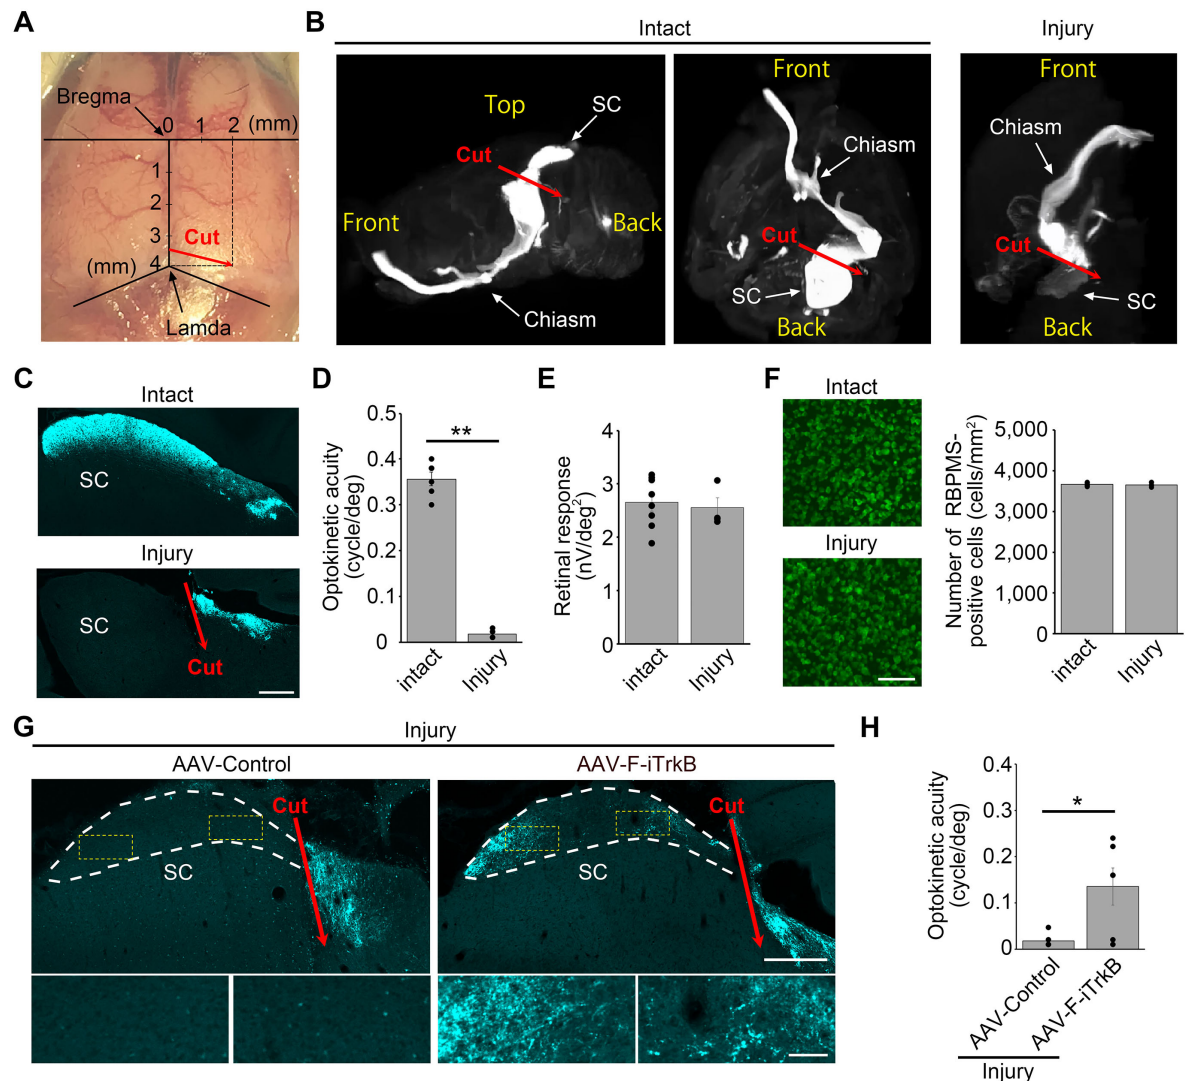 A
Bregma
0 1 2 (mm)
1
2
3
Cut
(mm) 4
Lamda
B
Intact
Injury
Top
SC
Cut
Front
Back
Chiasm
Front
Chiasm
Cut
SC
Back
Front
Chiasm
Cut
SC
Back
C
Intact
SC
Injury
SC
Cut
D
Optokinetic acuity
(cycle/deg)
0.5
0.4
0.3
0.2
0.1
0
**
intact
Injury
E
Retinal response
(nV/deg2)
4
3
2
1
0
intact
Injury
F
Intact
Injury
Number of RBPMS-
positive cells (cells/mm2)
5,000
4,000
3,000
2,000
1,000
0
intact
Injury
G
Injury
AAV-Control
AAV-F-iTrkB
Cut
SC
Cut
SC
H
Optokinetic acuity
(cycle/deg)
0.4
0.3
0.2
0.1
0
*
AAV-Control
AAV-F-iTrkB
Injury